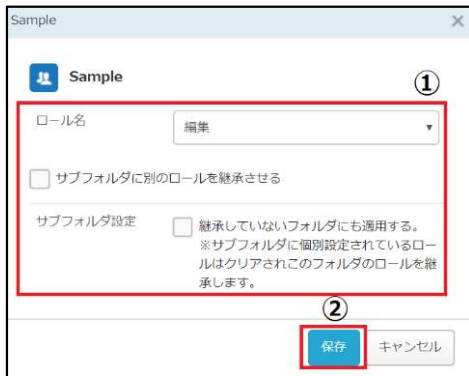 Sample
×
Sample
①
ロール名
編集
サブフォルダに別のロールを継承させる
サブフォルダ設定
継承していないフォルダにも適用する。
※サブフォルダに個別設定されているロー
ルはクリアされこのフォルダのロールを継
承します。
②
保存
キャンセル